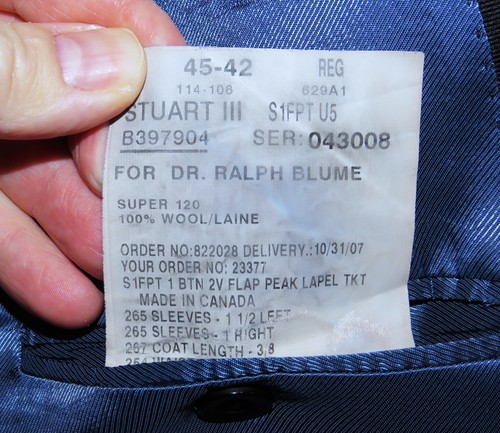 45-42 REG
114-106 629A1
STUART III S1FPT U5
B397904 SER: 043008
FOR DR. RALPH BLUME
SUPER 120
100% WOOL/LAINE
ORDER NO:822028 DELIVERY.:10/31/07
YOUR ORDER NO: 23377
S1FPT 1 BTN 2V FLAP PEAK LAPEL TKT
MADE IN CANADA
265 SLEEVES - 1 1/2 LEFT
265 SLEEVES - 1 RIGHT
267 COAT LENGTH - 3/8